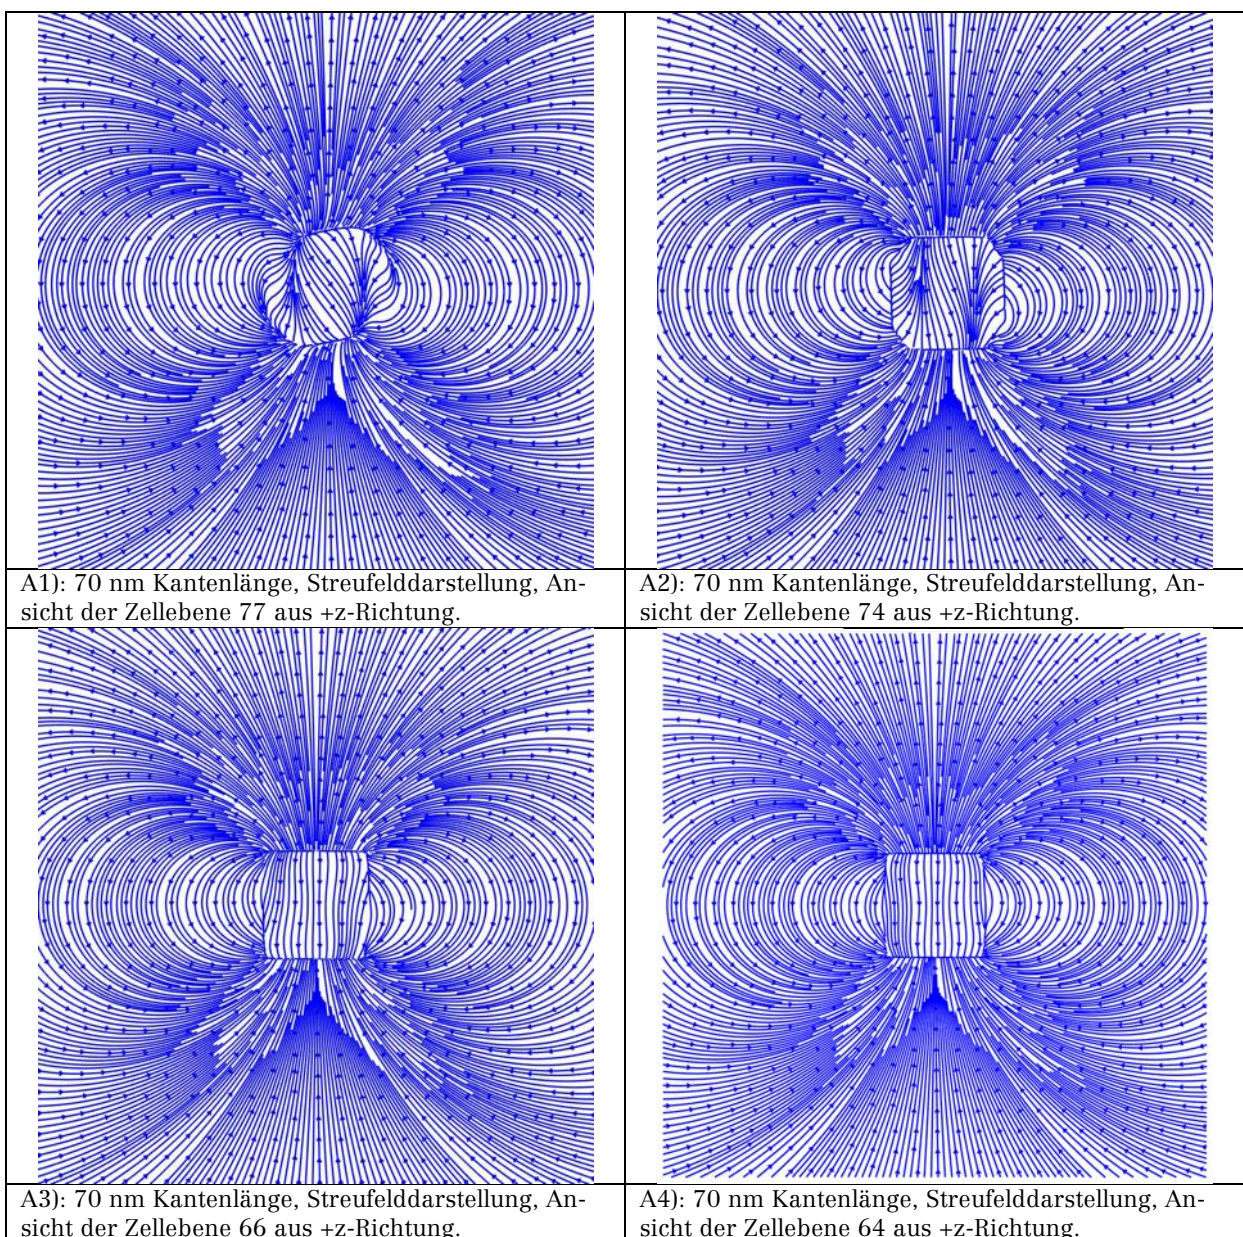 A1): 70 nm Kantenlänge, Streufelddarstellung, An-
sicht der Zellebene 77 aus +z-Richtung.
A2): 70 nm Kantenlänge, Streufelddarstellung, An-
sicht der Zellebene 74 aus +z-Richtung.
A3): 70 nm Kantenlänge, Streufelddarstellung, An-
sicht der Zellebene 66 aus +z-Richtung.
A4): 70 nm Kantenlänge, Streufelddarstellung, An-
sicht der Zellebene 64 aus +z-Richtung.